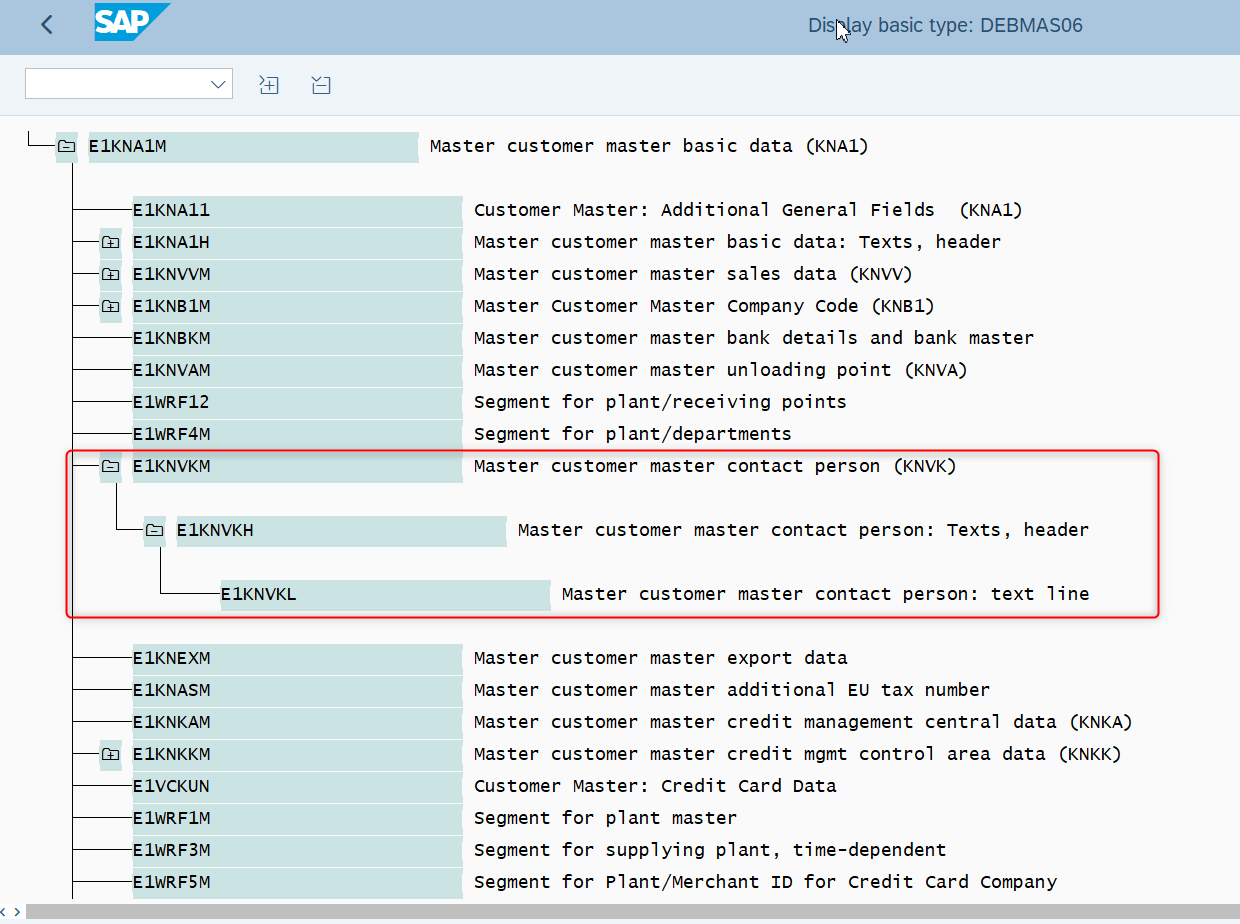 SAP
Display basic type: DEBMAS06
E1KNA1M Master customer master basic data (KNA1)
E1KNA11 Customer Master: Additional General Fields  (KNA1)
E1KNA1H Master customer master basic data: Texts, header
E1KNVVM Master customer master sales data (KNVV)
E1KNB1M Master Customer Master Company Code (KNB1)
E1KNBKM Master customer master bank details and bank master
E1KNVAM Master customer master unloading point (KNVA)
E1WRF12 Segment for plant/receiving points
E1WRF4M Segment for plant/departments
E1KNVKM Master customer master contact person (KNVK)
E1KNVKH Master customer master contact person: Texts, header
E1KNVKL Master customer master contact person: text line
E1KNEXM Master customer master export data
E1KNASM Master customer master additional EU tax number
E1KNKAM Master customer master credit management central data (KNKA)
E1KNKKM Master customer master credit mgmt control area data (KNKK)
E1VCKUN Customer Master: Credit Card Data
E1WRF1M Segment for plant master
E1WRF3M Segment for supplying plant, time-dependent
E1WRF5M Segment for Plant/Merchant ID for Credit Card Company